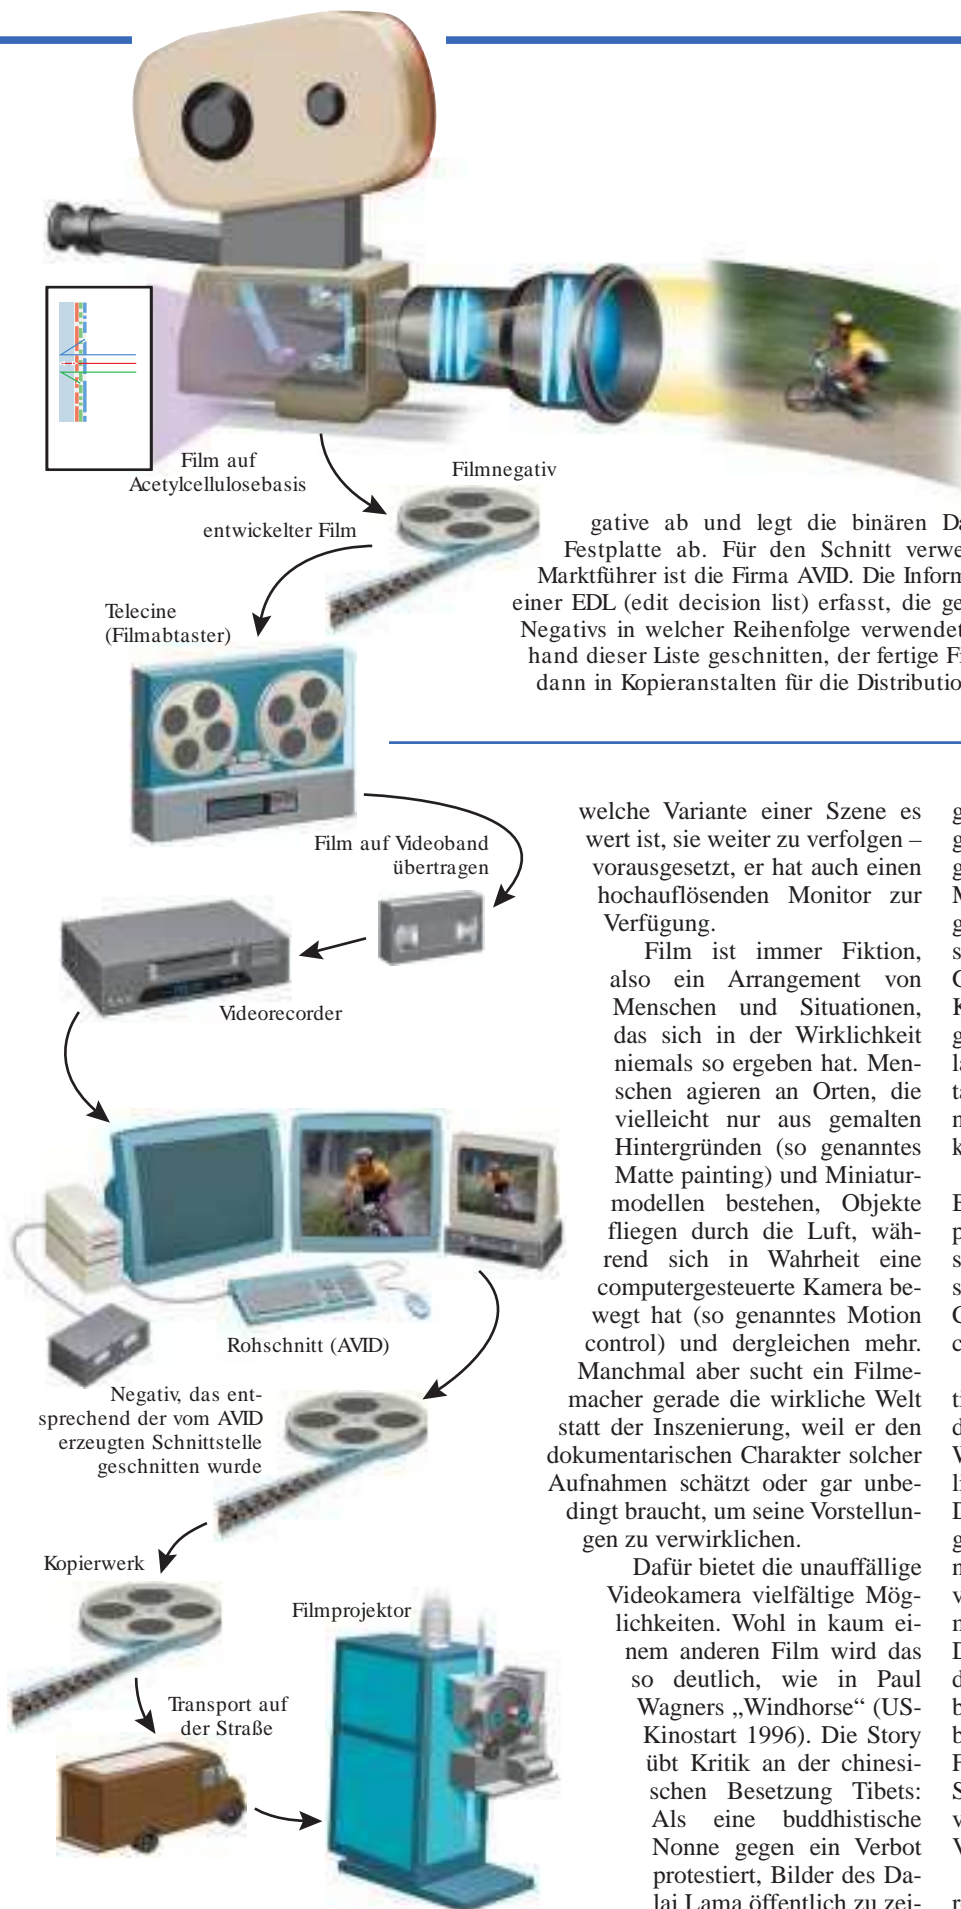 Film auf
Acetylcellulosebasis
Filmnegativ
entwickelter Film
Telecine
(Filmabtaster)
Film auf Videoband
übertragen
Videorecorder
Rohschnitt (AVID)
Negativ, das ent-
sprechend der vom AVID
erzeugten Schnittstelle
geschnitten wurde
Kopierwerk
Filmprojektor
Transport auf
der Straße
gative ab und legt die binären
Festplatte ab. Für den Schnitt
Marktführer ist die Firma AVID. Die
einer EDL (edit decision list) erfasst, die
Negativs in welcher Reihenfolge verwendet
hand dieser Liste geschnitten, der fertige
dann in Kopieranstalten für die
welche Variante einer Szene es
wert ist, sie weiter zu verfolgen –
vorausgesetzt, er hat auch einen
hochauflösenden Monitor zur
Verfügung.
Film ist immer Fiktion,
also ein Arrangement von
Menschen und Situationen,
das sich in der Wirklichkeit
niemals so ergeben hat. Men-
schen agieren an Orten, die
vielleicht nur aus gemalten
Hintergründen (so genanntes
Matte painting) und Miniatur-
modellen bestehen, Objekte
fliegen durch die Luft, wäh-
rend sich in Wahrheit eine
computergesteuerte Kamera be-
wegt hat (so genanntes Motion
control) und dergleichen mehr.
Manchmal aber sucht ein Filme-
macher gerade die wirkliche Welt
statt der Inszenierung, weil er den
dokumentarischen Charakter solcher
Aufnahmen schätzt oder gar unbe-
dingt braucht, um seine Vorstellun-
gen zu verwirklichen.
Dafür bietet die unauffällige
Videokamera vielfältige Mög-
lichkeiten. Wohl in kaum ei-
nem anderen Film wird das
so deutlich, wie in Paul
Wagners „Windhorse“ (US-
Kinostart 1996). Die Story
übt Kritik an der chinesi-
schen Besetzung Tibets:
Als eine buddhistische
Nonne gegen ein Verbot
protestiert, Bilder des Da-
lai Lama öffentlich zu zei-